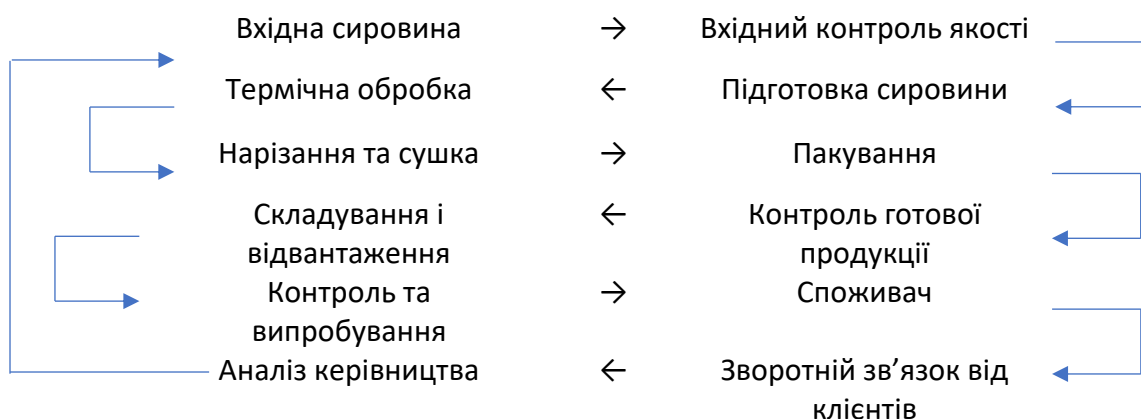 Вхідна сировина → Вхідний контроль якості
Термічна обробка ← Підготовка сировини
Нарізання та сушка → Пакування
Складування і ← Контроль готової
відвантаження продукції
Контроль та → Споживач
випробування
Аналіз керівництва ← Зворотній зв’язок від
клієнтів